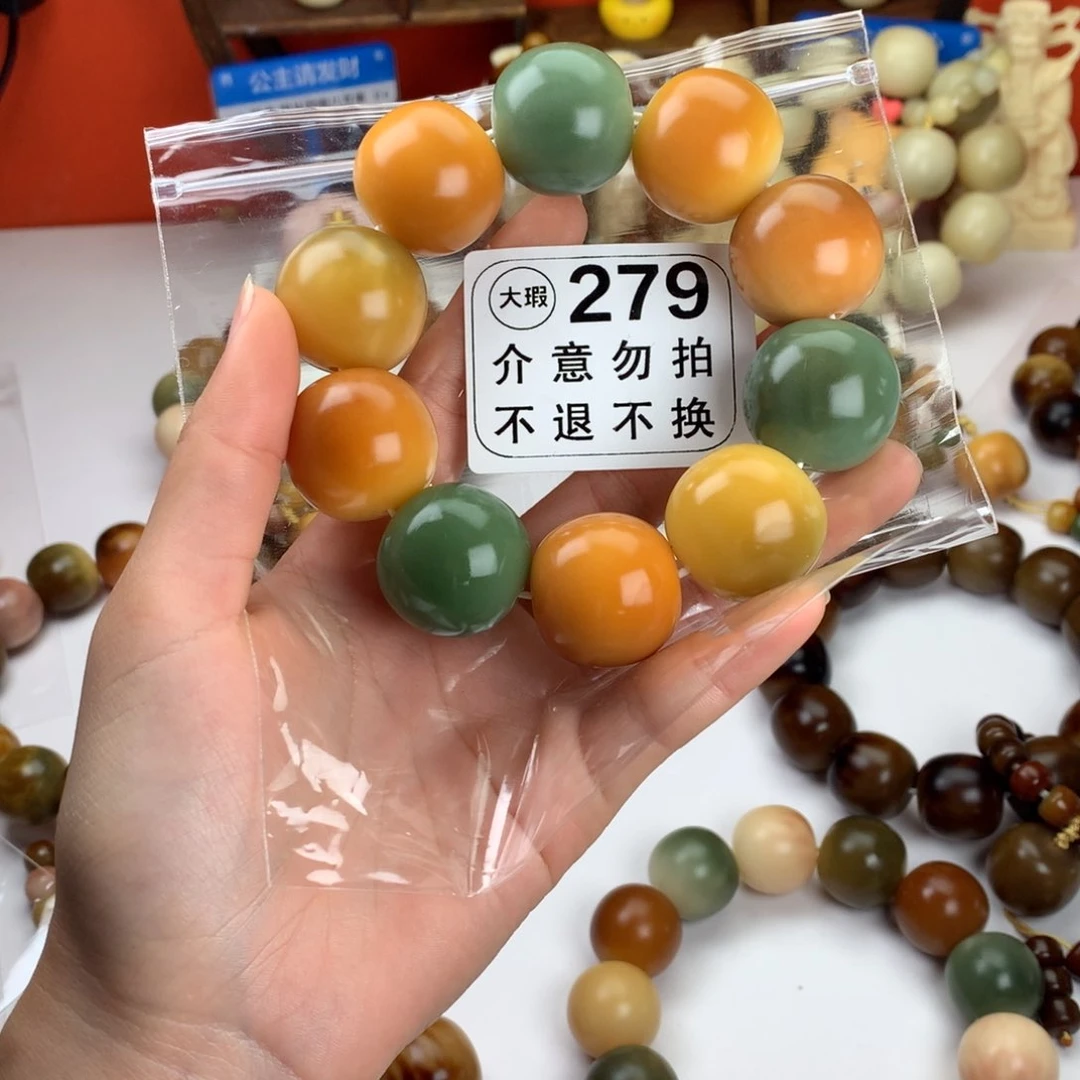 公主请发财
大瑕 279
介意勿拍
不退不换